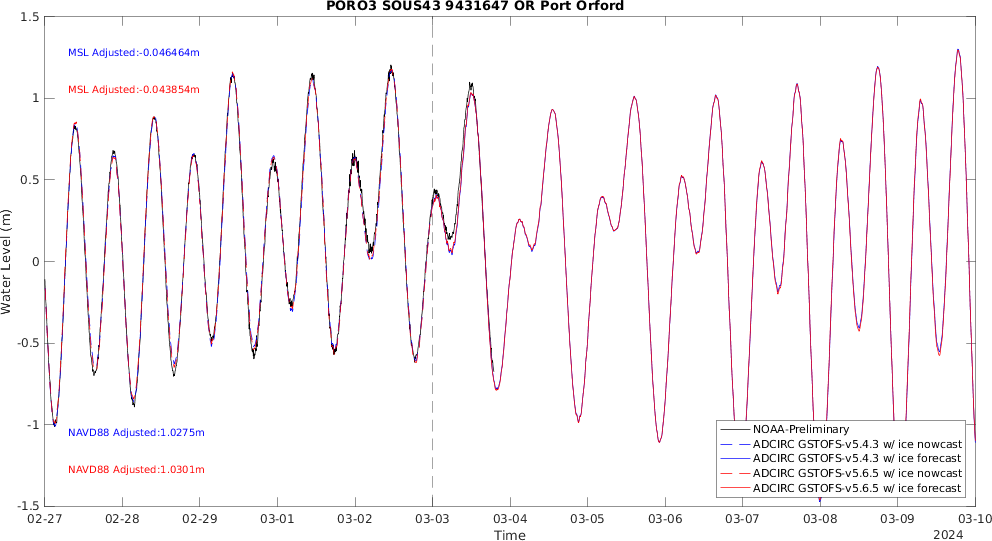 PORO3 SOUS43 9431647 OR Port Orford
1.5
1
0.5
0
-0.5
-1
-1.5
Water Level (m)
MSL Adjusted:-0.046464m
MSL Adjusted:-0.043854m
NAVD88 Adjusted:1.0275m
NAVD88 Adjusted:1.0301m
NOAA-Preliminary
ADCIRC GSTOFS-v5.4.3 w/ ice nowcast
ADCIRC GSTOFS-v5.4.3 w/ ice forecast
ADCIRC GSTOFS-v5.6.5 w/ ice nowcast
ADCIRC GSTOFS-v5.6.5 w/ ice forecast
02-27 02-28 02-29 03-01 03-02 03-03 03-04 03-05 03-06 03-07 03-08 03-09 03-10
Time
2024